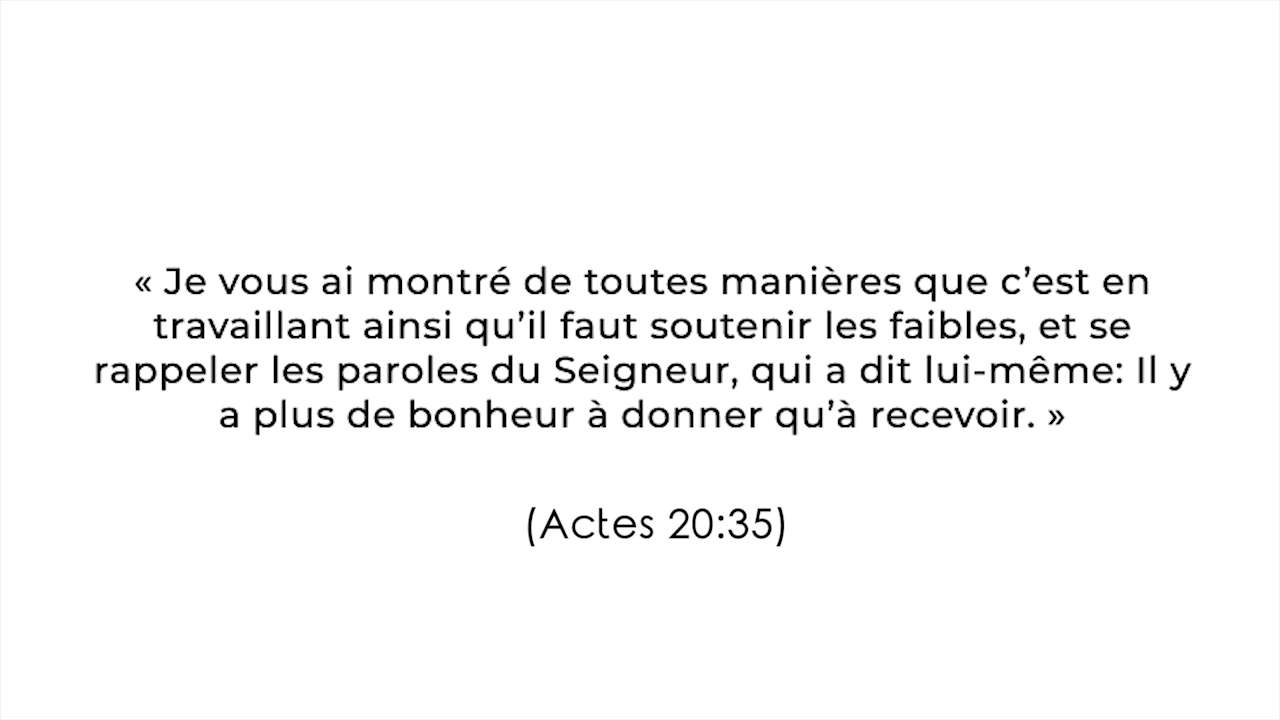 « Je vous ai montré de toutes manières que c’est en
travaillant ainsi qu’il faut soutenir les faibles, et se
rappeler les paroles du Seigneur, qui a dit lui-même: Il y
a plus de bonheur à donner qu’à recevoir. »
(Actes 20:35)